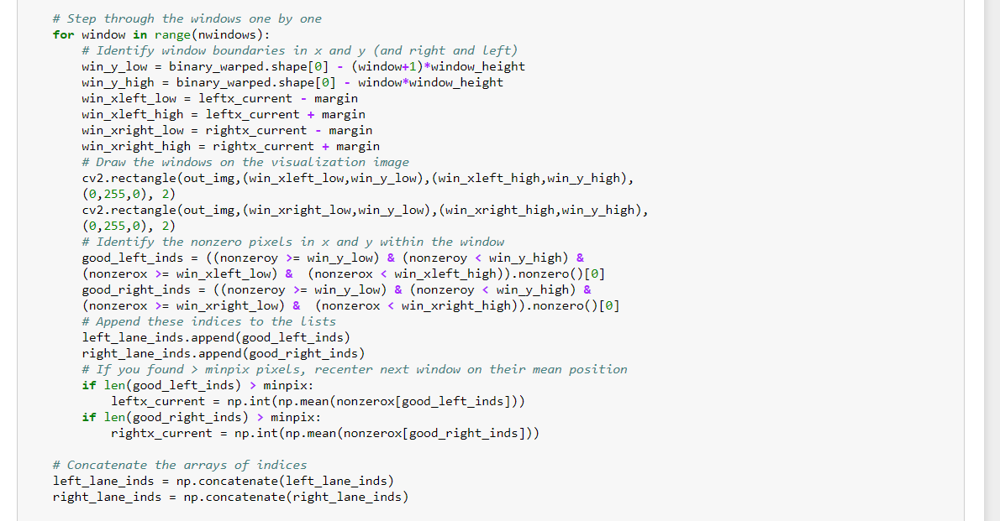 # Step through the windows one by one
for window in range(nwindows):
    # Identify window boundaries in x and y (and right and left)
    win_y_low = binary_warped.shape[0] - (window+1)*window_height
    win_y_high = binary_warped.shape[0] - window*window_height
    win_xleft_low = leftx_current - margin
    win_xleft_high = leftx_current + margin
    win_xright_low = rightx_current - margin
    win_xright_high = rightx_current + margin
    # Draw the windows on the visualization image
    cv2.rectangle(out_img,(win_xleft_low,win_y_low),(win_xleft_high,win_y_high),
    (0,255,0), 2)
    cv2.rectangle(out_img,(win_xright_low,win_y_low),(win_xright_high,win_y_high),
    (0,255,0), 2)
    # Identify the nonzero pixels in x and y within the window
    good_left_inds = ((nonzeroy >= win_y_low) & (nonzeroy < win_y_high) &
    (nonzerox >= win_xleft_low) &  (nonzerox < win_xleft_high)).nonzero()[0]
    good_right_inds = ((nonzeroy >= win_y_low) & (nonzeroy < win_y_high) &
    (nonzerox >= win_xright_low) &  (nonzerox < win_xright_high)).nonzero()[0]
    # Append these indices to the lists
    left_lane_inds.append(good_left_inds)
    right_lane_inds.append(good_right_inds)
    # If you found > minpix pixels, recenter next window on their mean position
    if len(good_left_inds) > minpix:
        leftx_current = np.int(np.mean(nonzerox[good_left_inds]))
    if len(good_right_inds) > minpix:
        rightx_current = np.int(np.mean(nonzerox[good_right_inds]))

# Concatenate the arrays of indices
left_lane_inds = np.concatenate(left_lane_inds)
right_lane_inds = np.concatenate(right_lane_inds)